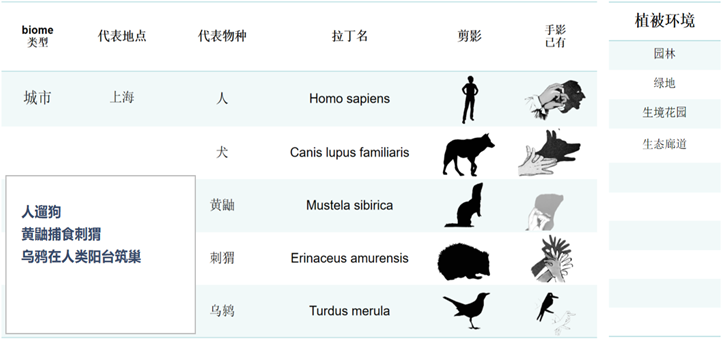 biome
类型
代表地点
代表物种
拉丁名
剪影
手影
已有
植被环境
城市
上海
人
Homo sapiens
园林
绿地
生境花园
犬
Canis lupus familiaris
生态廊道
人遛狗
黄鼬捕食刺猬
乌鸦在人类阳台筑巢
黄鼬
Mustela sibirica
刺猬
Erinaceus amurensis
乌鸫
Turdus merula